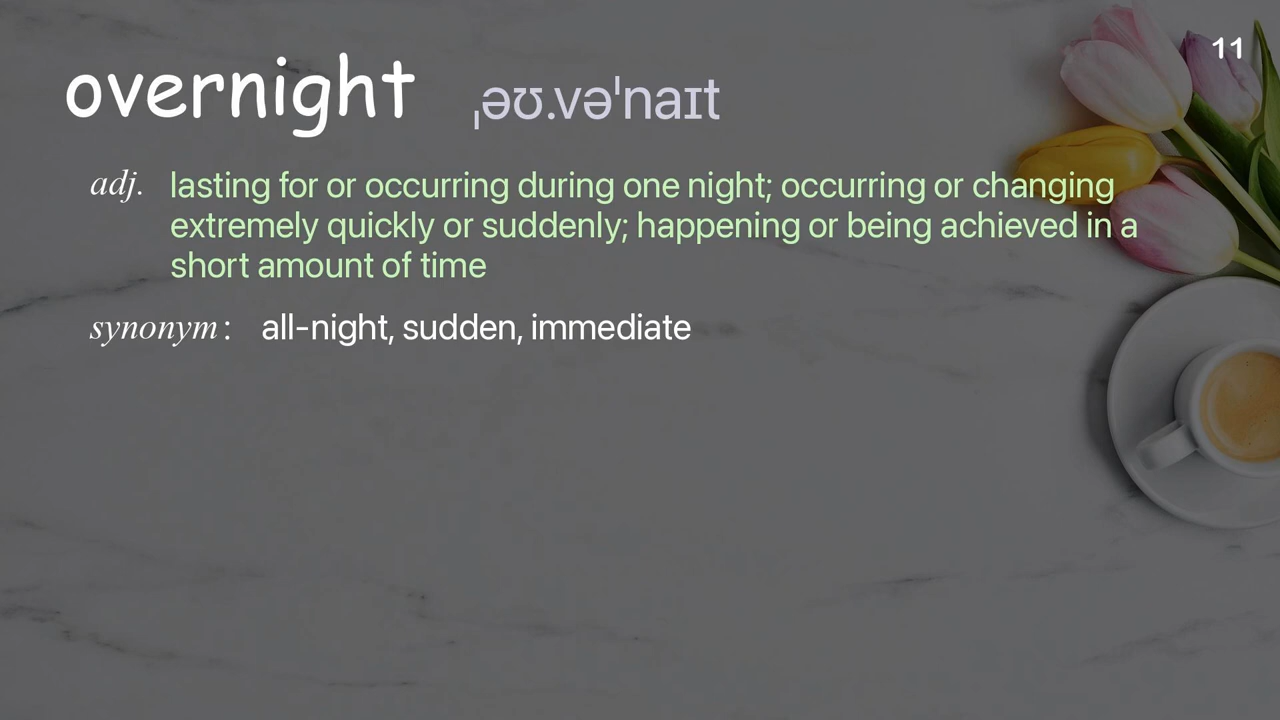 11
overnight ˌəʊ.vəˈnaɪt
adj. lasting for or occurring during one night; occurring or changing
extremely quickly or suddenly; happening or being achieved in a
short amount of time
synonym: all-night, sudden, immediate